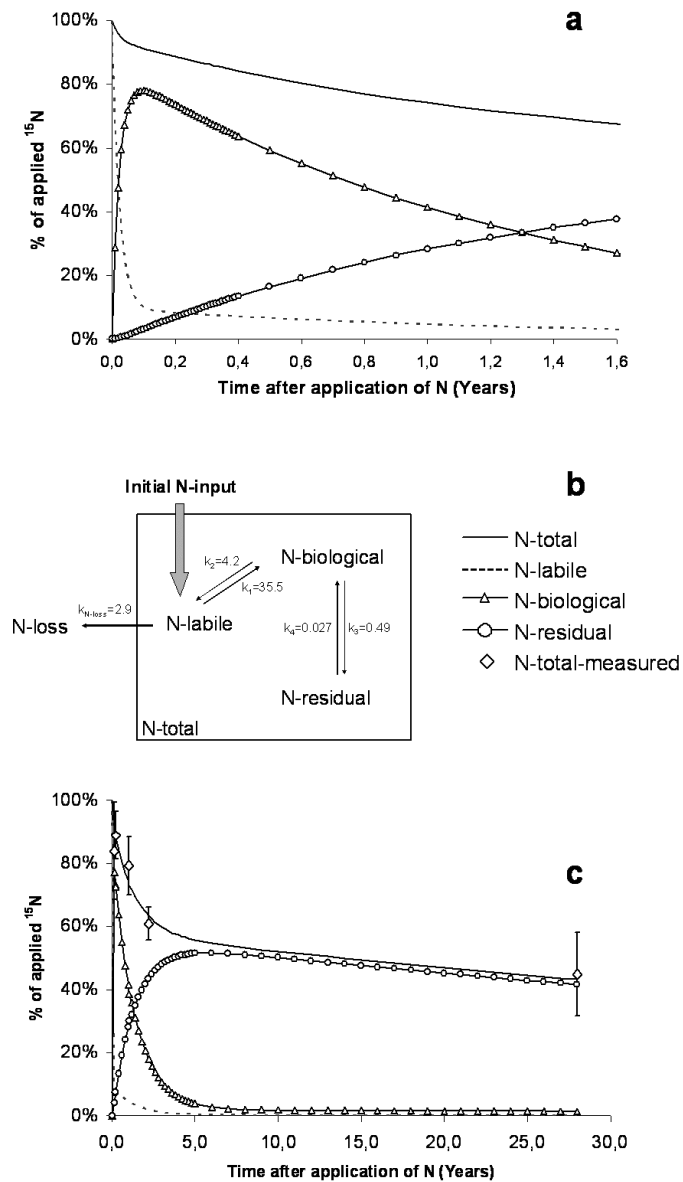 a
100%
80%
60%
40%
20%
0%
% of applied ¹⁵N
0,0 0,2 0,4 0,6 0,8 1,0 1,2 1,4 1,6
Time after application of N (Years)
b
Initial N-input
N-biological
k₂=4.2
k₁=35.5
kN-loss=2.9
N-loss
N-labile
k₄=0.027
k₃=0.49
N-residual
N-total
N-total
N-labile
N-biological
N-residual
N-total-measured
c
100%
80%
60%
40%
20%
0%
% of applied ¹⁵N
0,0 5,0 10,0 15,0 20,0 25,0 30,0
Time after application of N (Years)